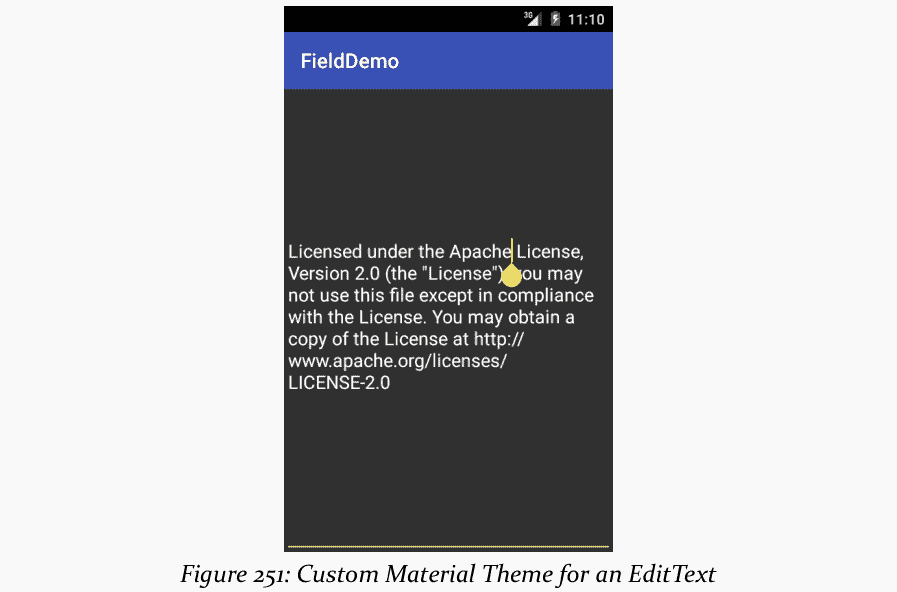 3G 11:10
FieldDemo
Licensed under the Apache License,
Version 2.0 (the "License") you may
not use this file except in compliance
with the License. You may obtain a
copy of the License at http://
www.apache.org/licenses/
LICENSE-2.0
Figure 251: Custom Material Theme for an EditText